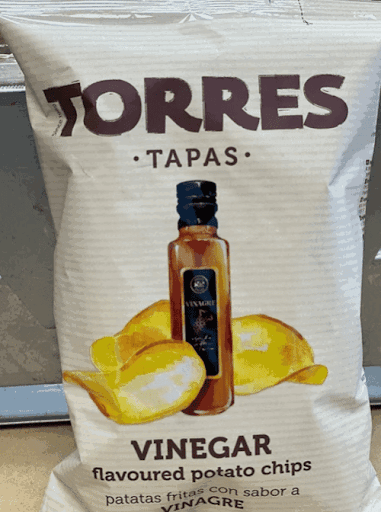 TORRES
·TAPAS·
VINAGRE
VINEGAR
flavoured potato chips
patatas fritas con sabor a
VINAGRE